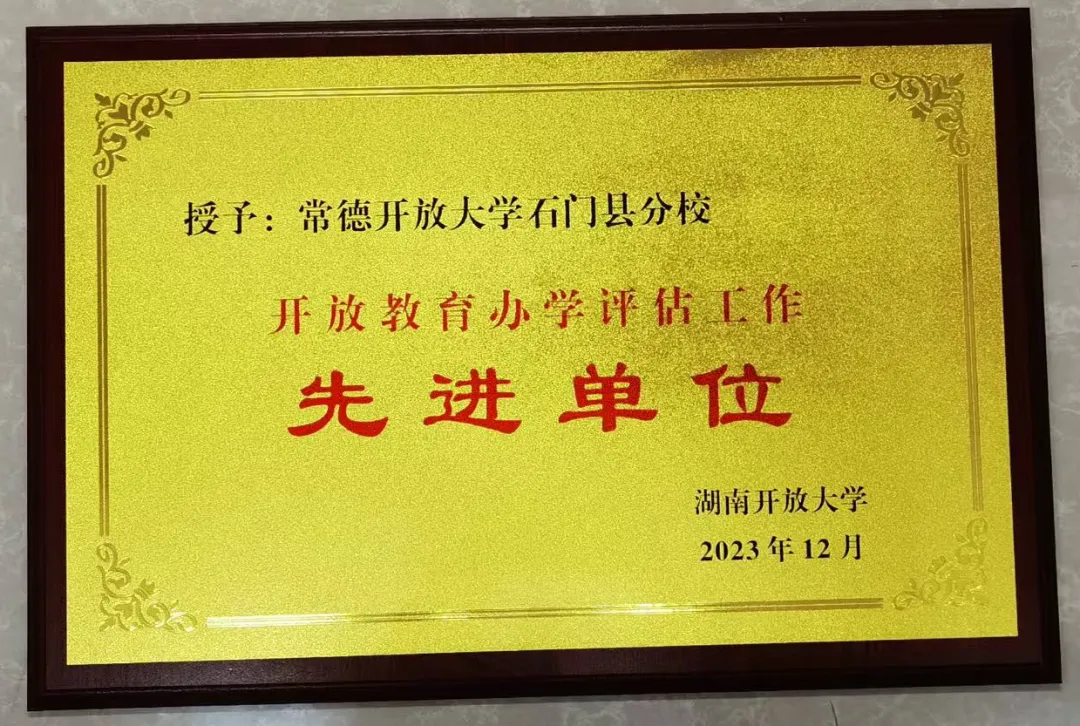 授予：常德开放大学石门县分校
开放教育办学评估工作
先进单位
湖南开放大学
2023年12月